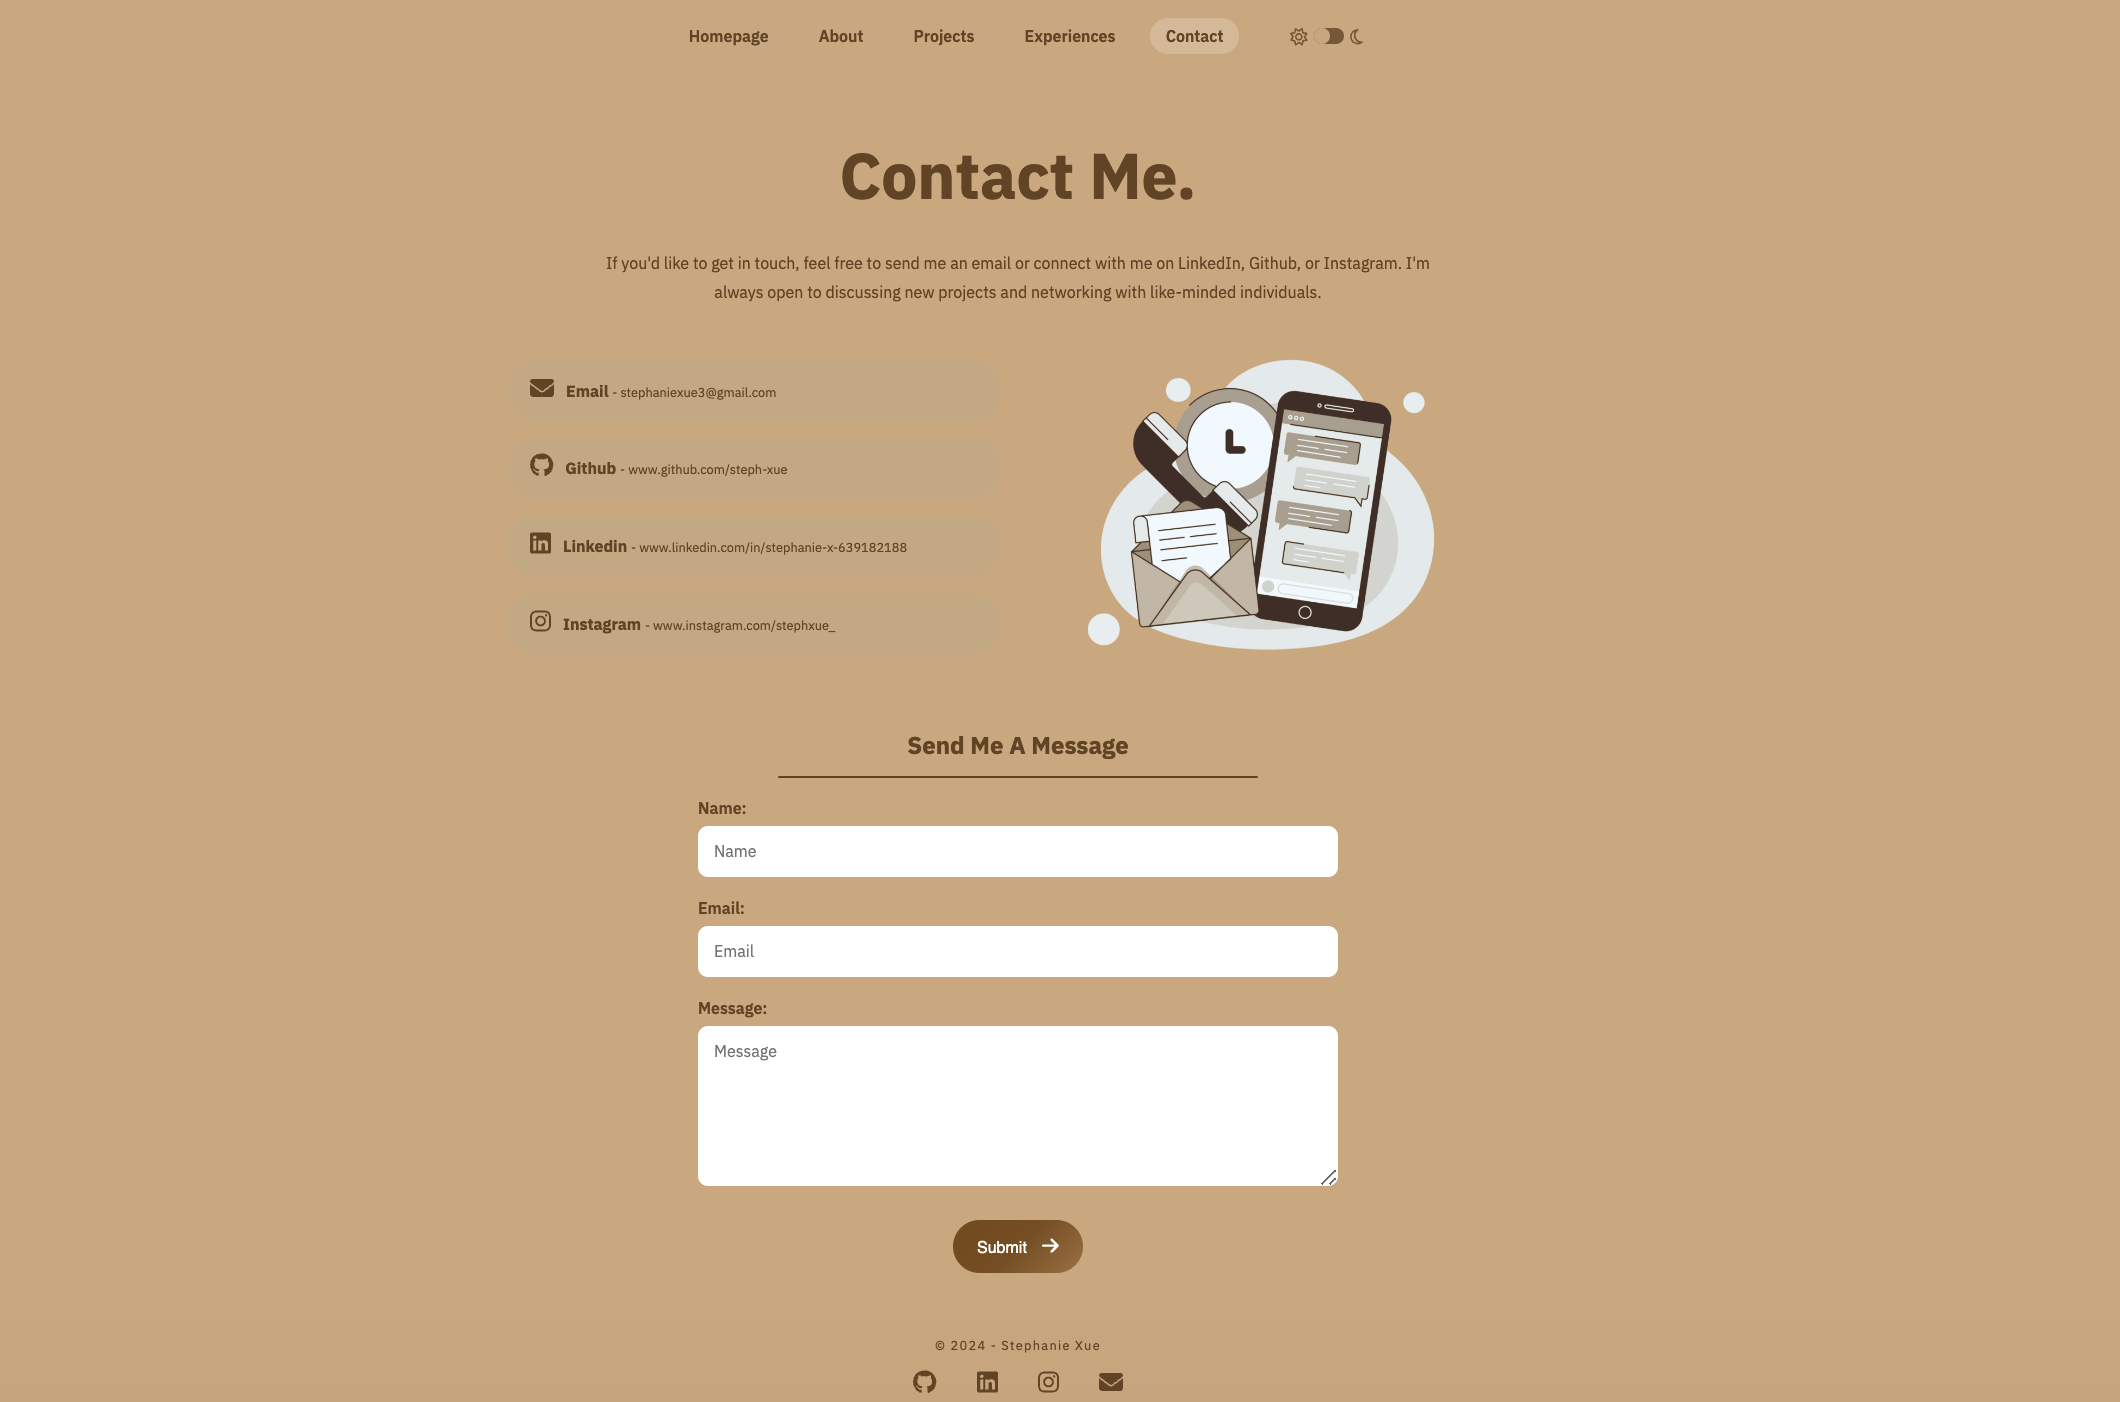 Homepage About Projects Experiences Contact
Contact Me.
If you'd like to get in touch, feel free to send me an email or connect with me on LinkedIn, Github, or Instagram. I'm
always open to discussing new projects and networking with like-minded individuals.
Email - stephaniexue3@gmail.com
Github - www.github.com/steph-xue
Linkedin - www.linkedin.com/in/stephanie-x-639182188
Instagram - www.instagram.com/stephxue_
Send Me A Message
Name:
Name
Email:
Email
Message:
Message
Submit
© 2024 - Stephanie Xue